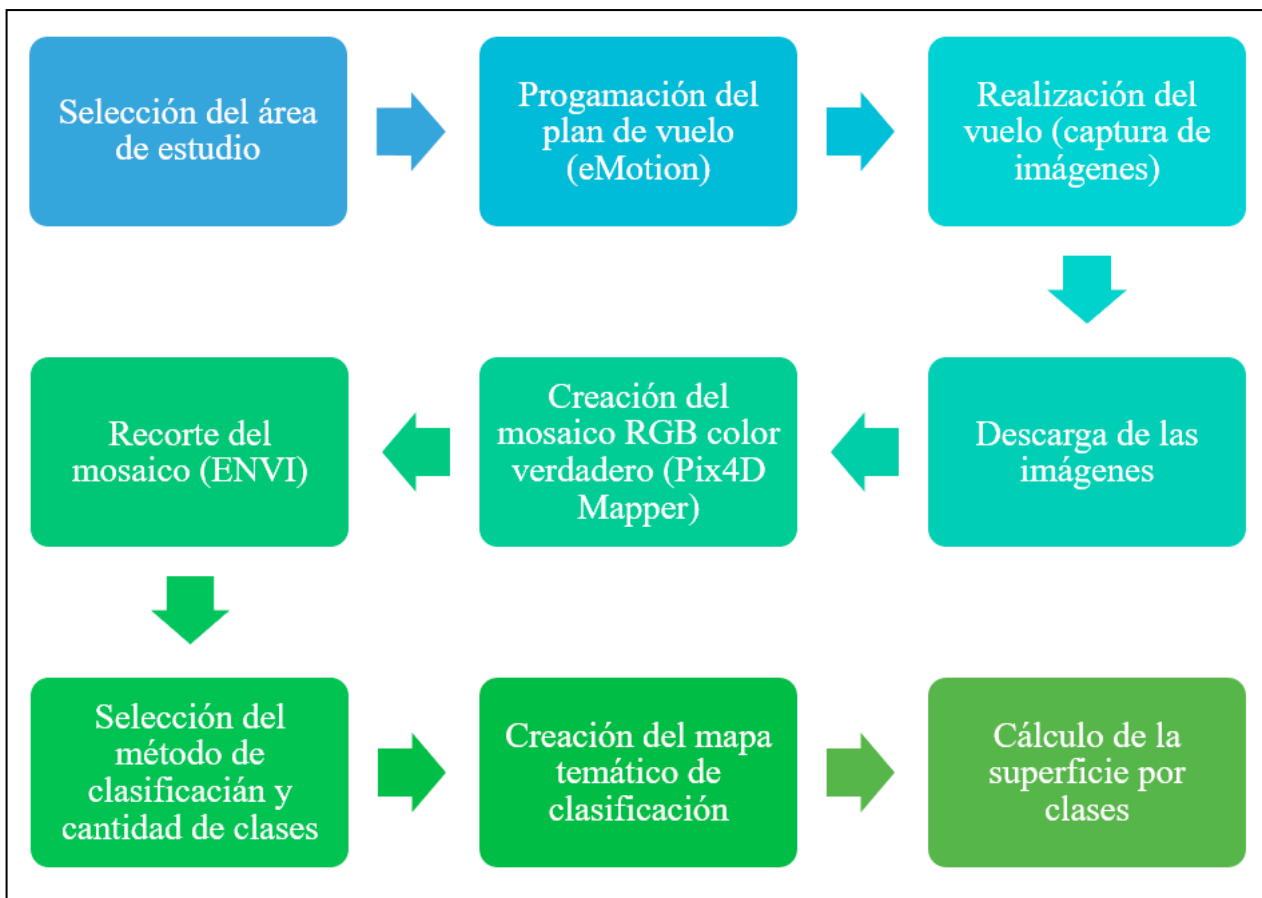 Selección del área
de estudio
Progamación del
plan de vuelo
(eMotion)
Realización del
vuelo (captura de
imágenes)
Descarga de las
imágenes
Creación del
mosaico RGB color
verdadero (Pix4D
Mapper)
Recorte del
mosaico (ENVI)
Selección del
método de
clasificacián y
cantidad de clases
Creación del mapa
temático de
clasificación
Cálculo de la
superficie por
clases